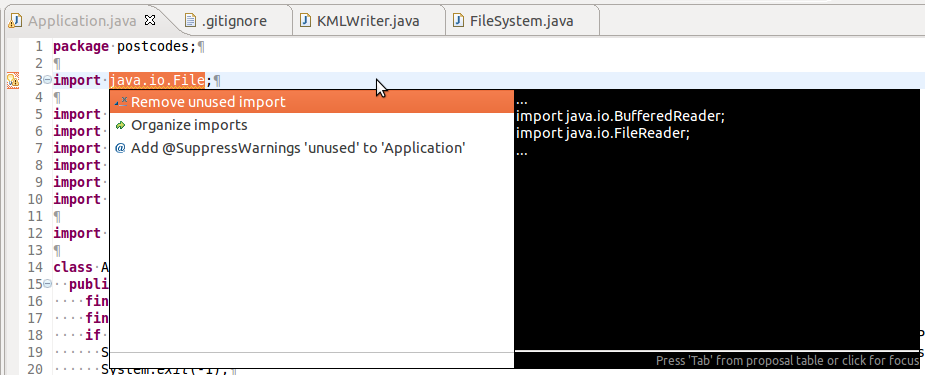 Application.java .gitignore KMLWriter.java FileSystem.java
1 package·postcodes;¶
2 ¶
3 import·java.io.File;¶
4 ¶
5 import·
6 import·
7 import·
8 import·
9 import·
10 import·
11 ¶
12 import·
13 ¶
14 class·A
15 ··publi
16 ····fin
17 ····fin
18 ····if·
19 ······S
20 ······System.exit(-1);¶
Remove unused import
Organize imports
@ Add @SuppressWarnings 'unused' to 'Application'
...
import java.io.BufferedReader;
import java.io.FileReader;
...
Press 'Tab' from proposal table or click for focus